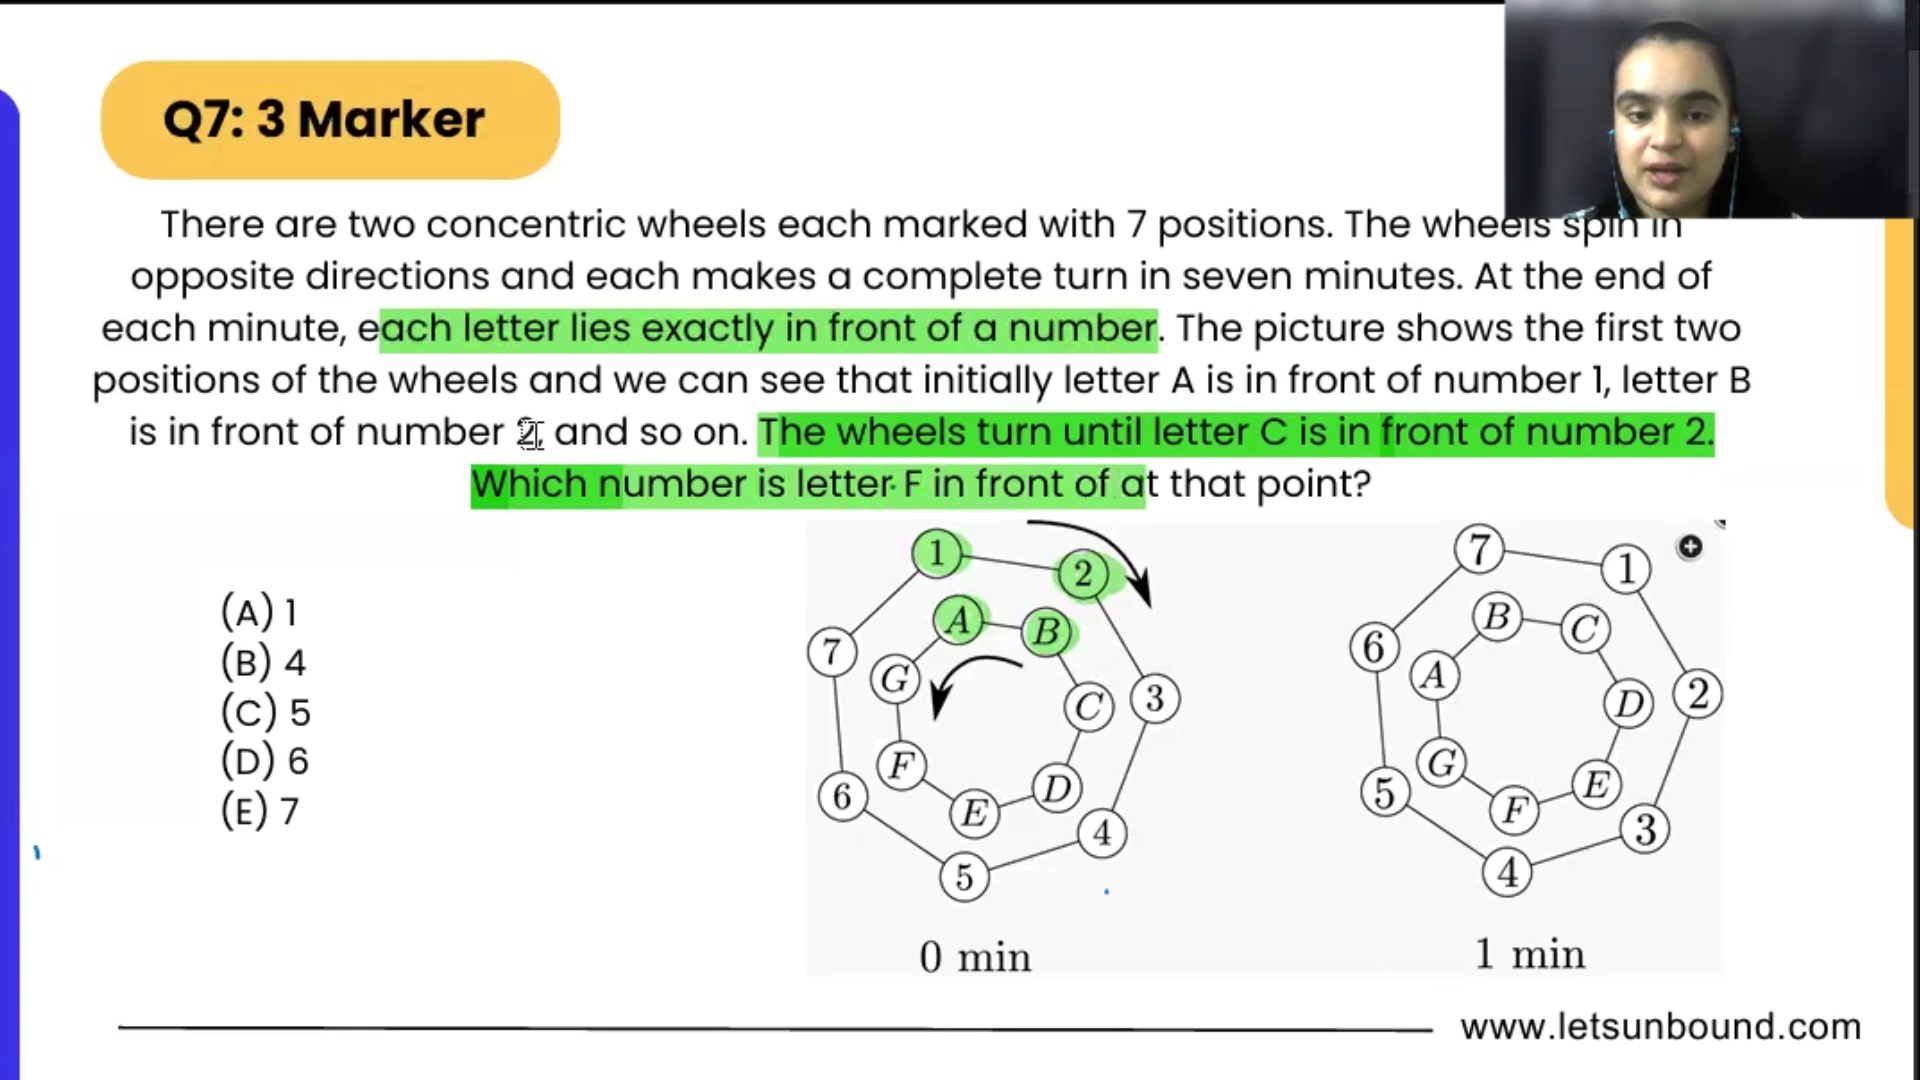 Q7: 3 Marker
There are two concentric wheels each marked with 7 positions. The wheels spin in
opposite directions and each makes a complete turn in seven minutes. At the end of
each minute, each letter lies exactly in front of a number. The picture shows the first two
positions of the wheels and we can see that initially letter A is in front of number 1, letter B
is in front of number 2, and so on. The wheels turn until letter C is in front of number 2.
Which number is letter F in front of at that point?
(A) 1
(B) 4
(C) 5
(D) 6
(E) 7
1 2
A B
7 G C 3
F D
6 E 4
5
0 min
7 1
B C
6 A D 2
G E
5 F 3
4
1 min
www.letsunbound.com